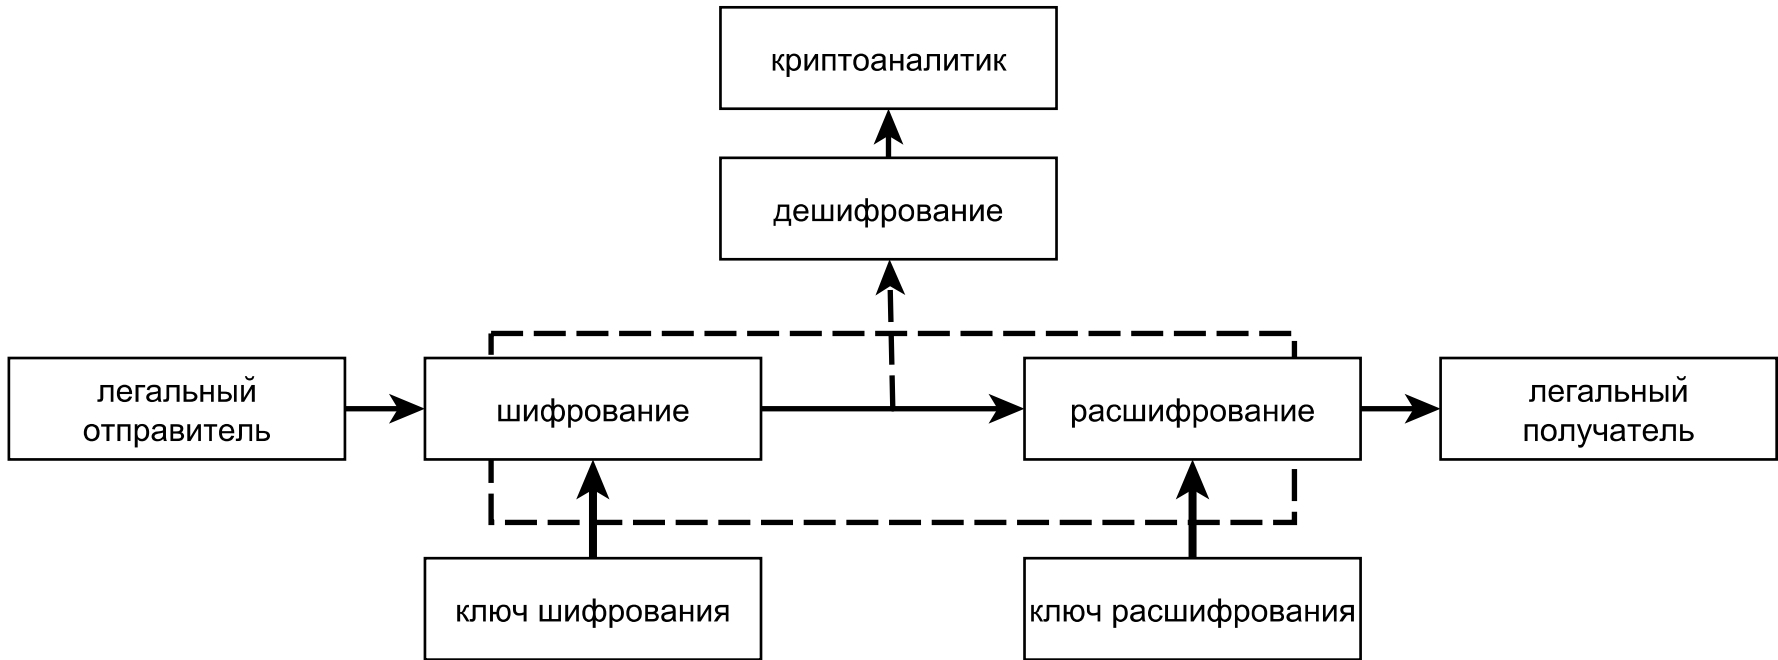 криптоаналитик
дешифрование
легальный
отправитель
шифрование
расшифрование
легальный
получатель
ключ шифрования
ключ расшифрования